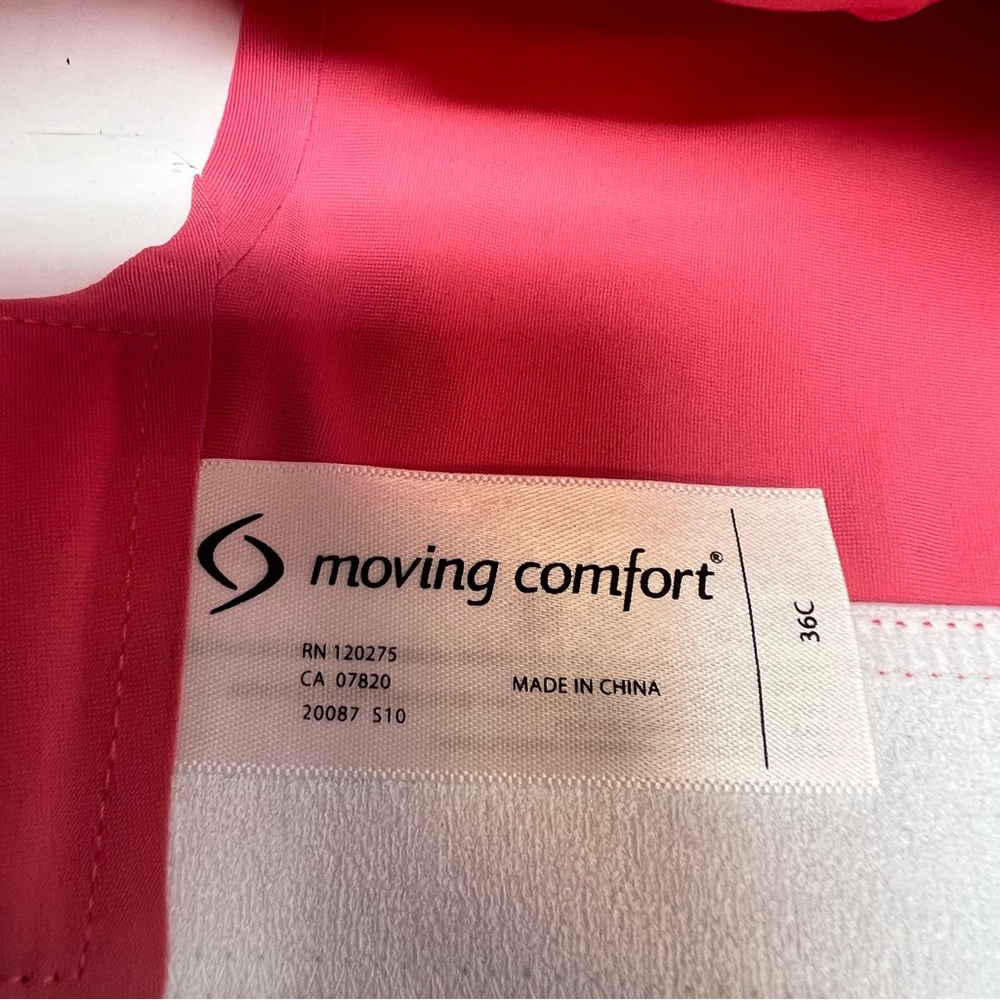 moving comfort®
RN 120275
CA 07820
20087 S10
MADE IN CHINA
36C